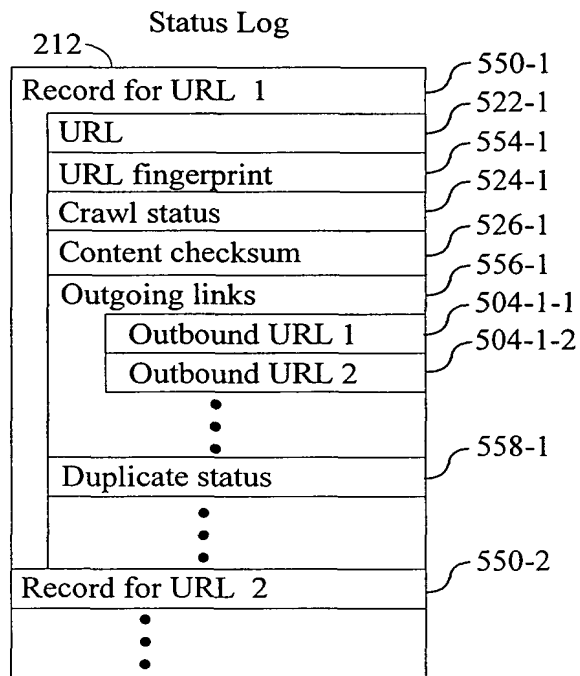 Status Log
212
Record for URL 1 550-1
URL 522-1
URL fingerprint 554-1
Crawl status 524-1
Content checksum 526-1
Outgoing links 556-1
Outbound URL 1 504-1-1
Outbound URL 2 504-1-2
Duplicate status 558-1
Record for URL 2 550-2